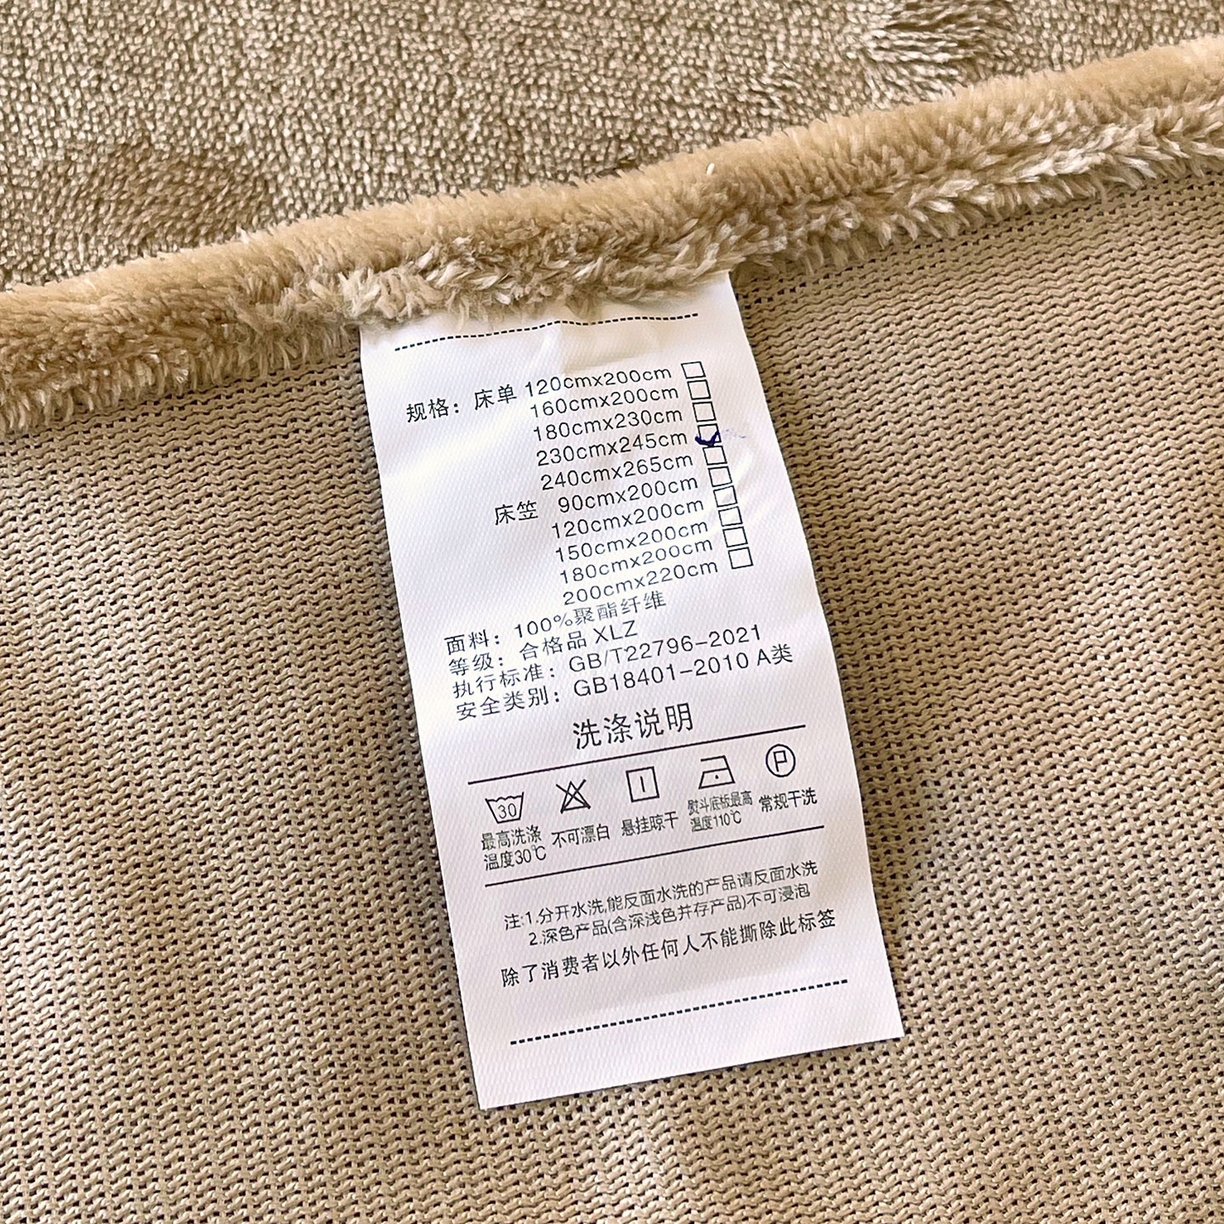 规格：床单 120cmx200cm
160cmx200cm
180cmx230cm
230cmx245cm
240cmx265cm
床笠 90cmx200cm
120cmx200cm
150cmx200cm
180cmx200cm
200cmx220cm
面料：100%聚酯纤维
等级：合格品 XLZ
执行标准：GB/T22796-2021
安全类别：GB18401-2010 A类
洗涤说明
30
P
最高洗涤 不可漂白 悬挂晾干 熨斗底板最高 常规干洗
温度30℃ 温度110℃
注:1.分开水洗,能反面水洗的产品请反面水洗
2.深色产品(含深浅色并存产品)不可浸泡
除了消费者以外任何人不能撕除此标签